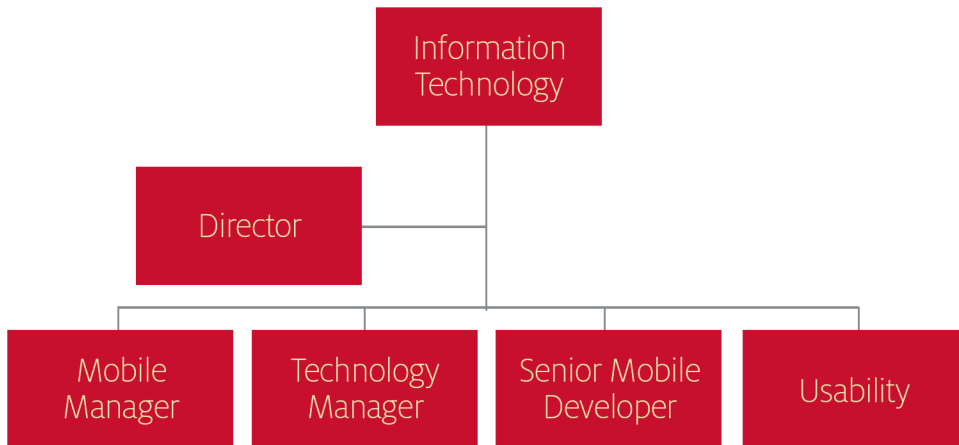 Information
Technology
Director
Mobile
Manager
Technology
Manager
Senior Mobile
Developer
Usability